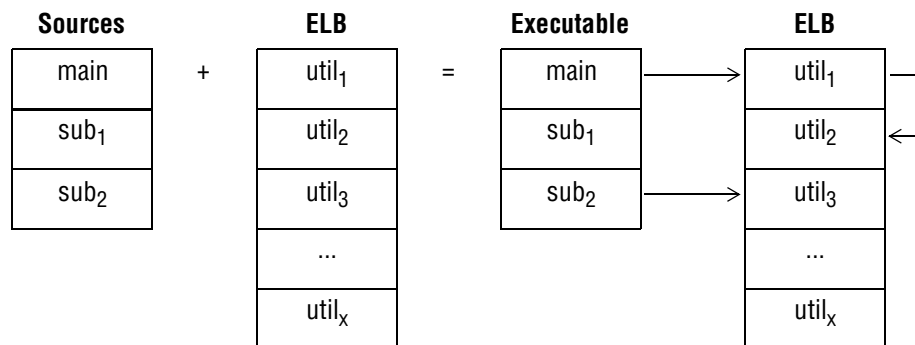 Sources ELB Executable ELB
main + util1 = main util1
sub1 util2 sub1 util2
sub2 util3 sub2 util3
... ...
utilx utilx